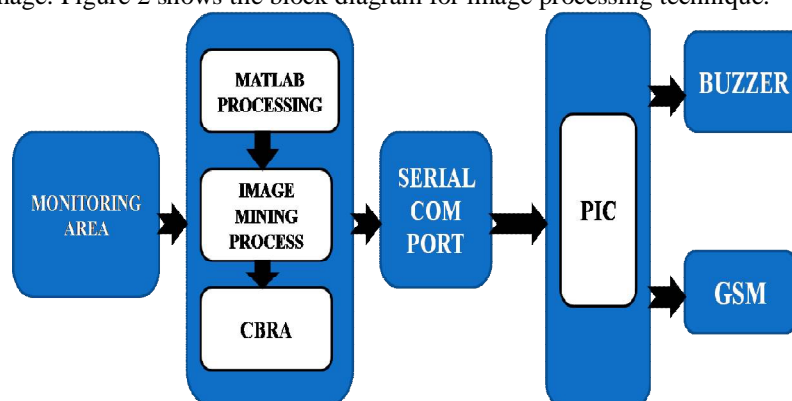 nage. Figure 2 shows the block diagram for image processing technique.
MONITORING
AREA
MATLAB
PROCESSING
IMAGE
MINING
PROCESS
CBRA
SERIAL
COM
PORT
PIC
BUZZER
GSM